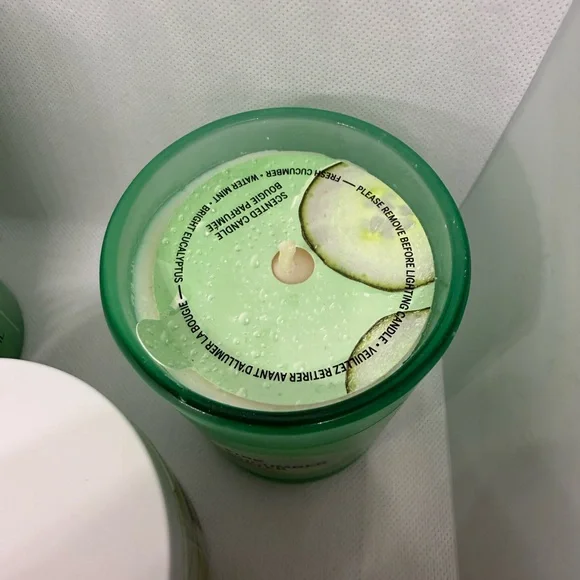 SCENTED CANDLE
BOUGIE PARFUMÉE
FRESH CUCUMBER • WATER MINT • BRIGHT EUCALYPTUS — PLEASE REMOVE BEFORE LIGHTING CANDLE • VEUILLEZ RETIRER AVANT D'ALLUMER LA BOUGIE —